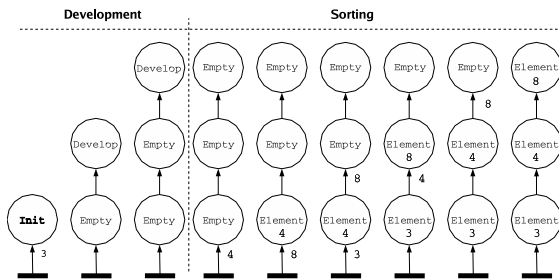 Development Sorting
Develop Empty Empty Empty Empty Empty Element
8
8
Develop Empty Empty Empty Empty Element Element Element
8 4 4
8 4
Init Empty Empty Empty Element Element Element Element Element
4 4 3 3 3
3 4 8 3